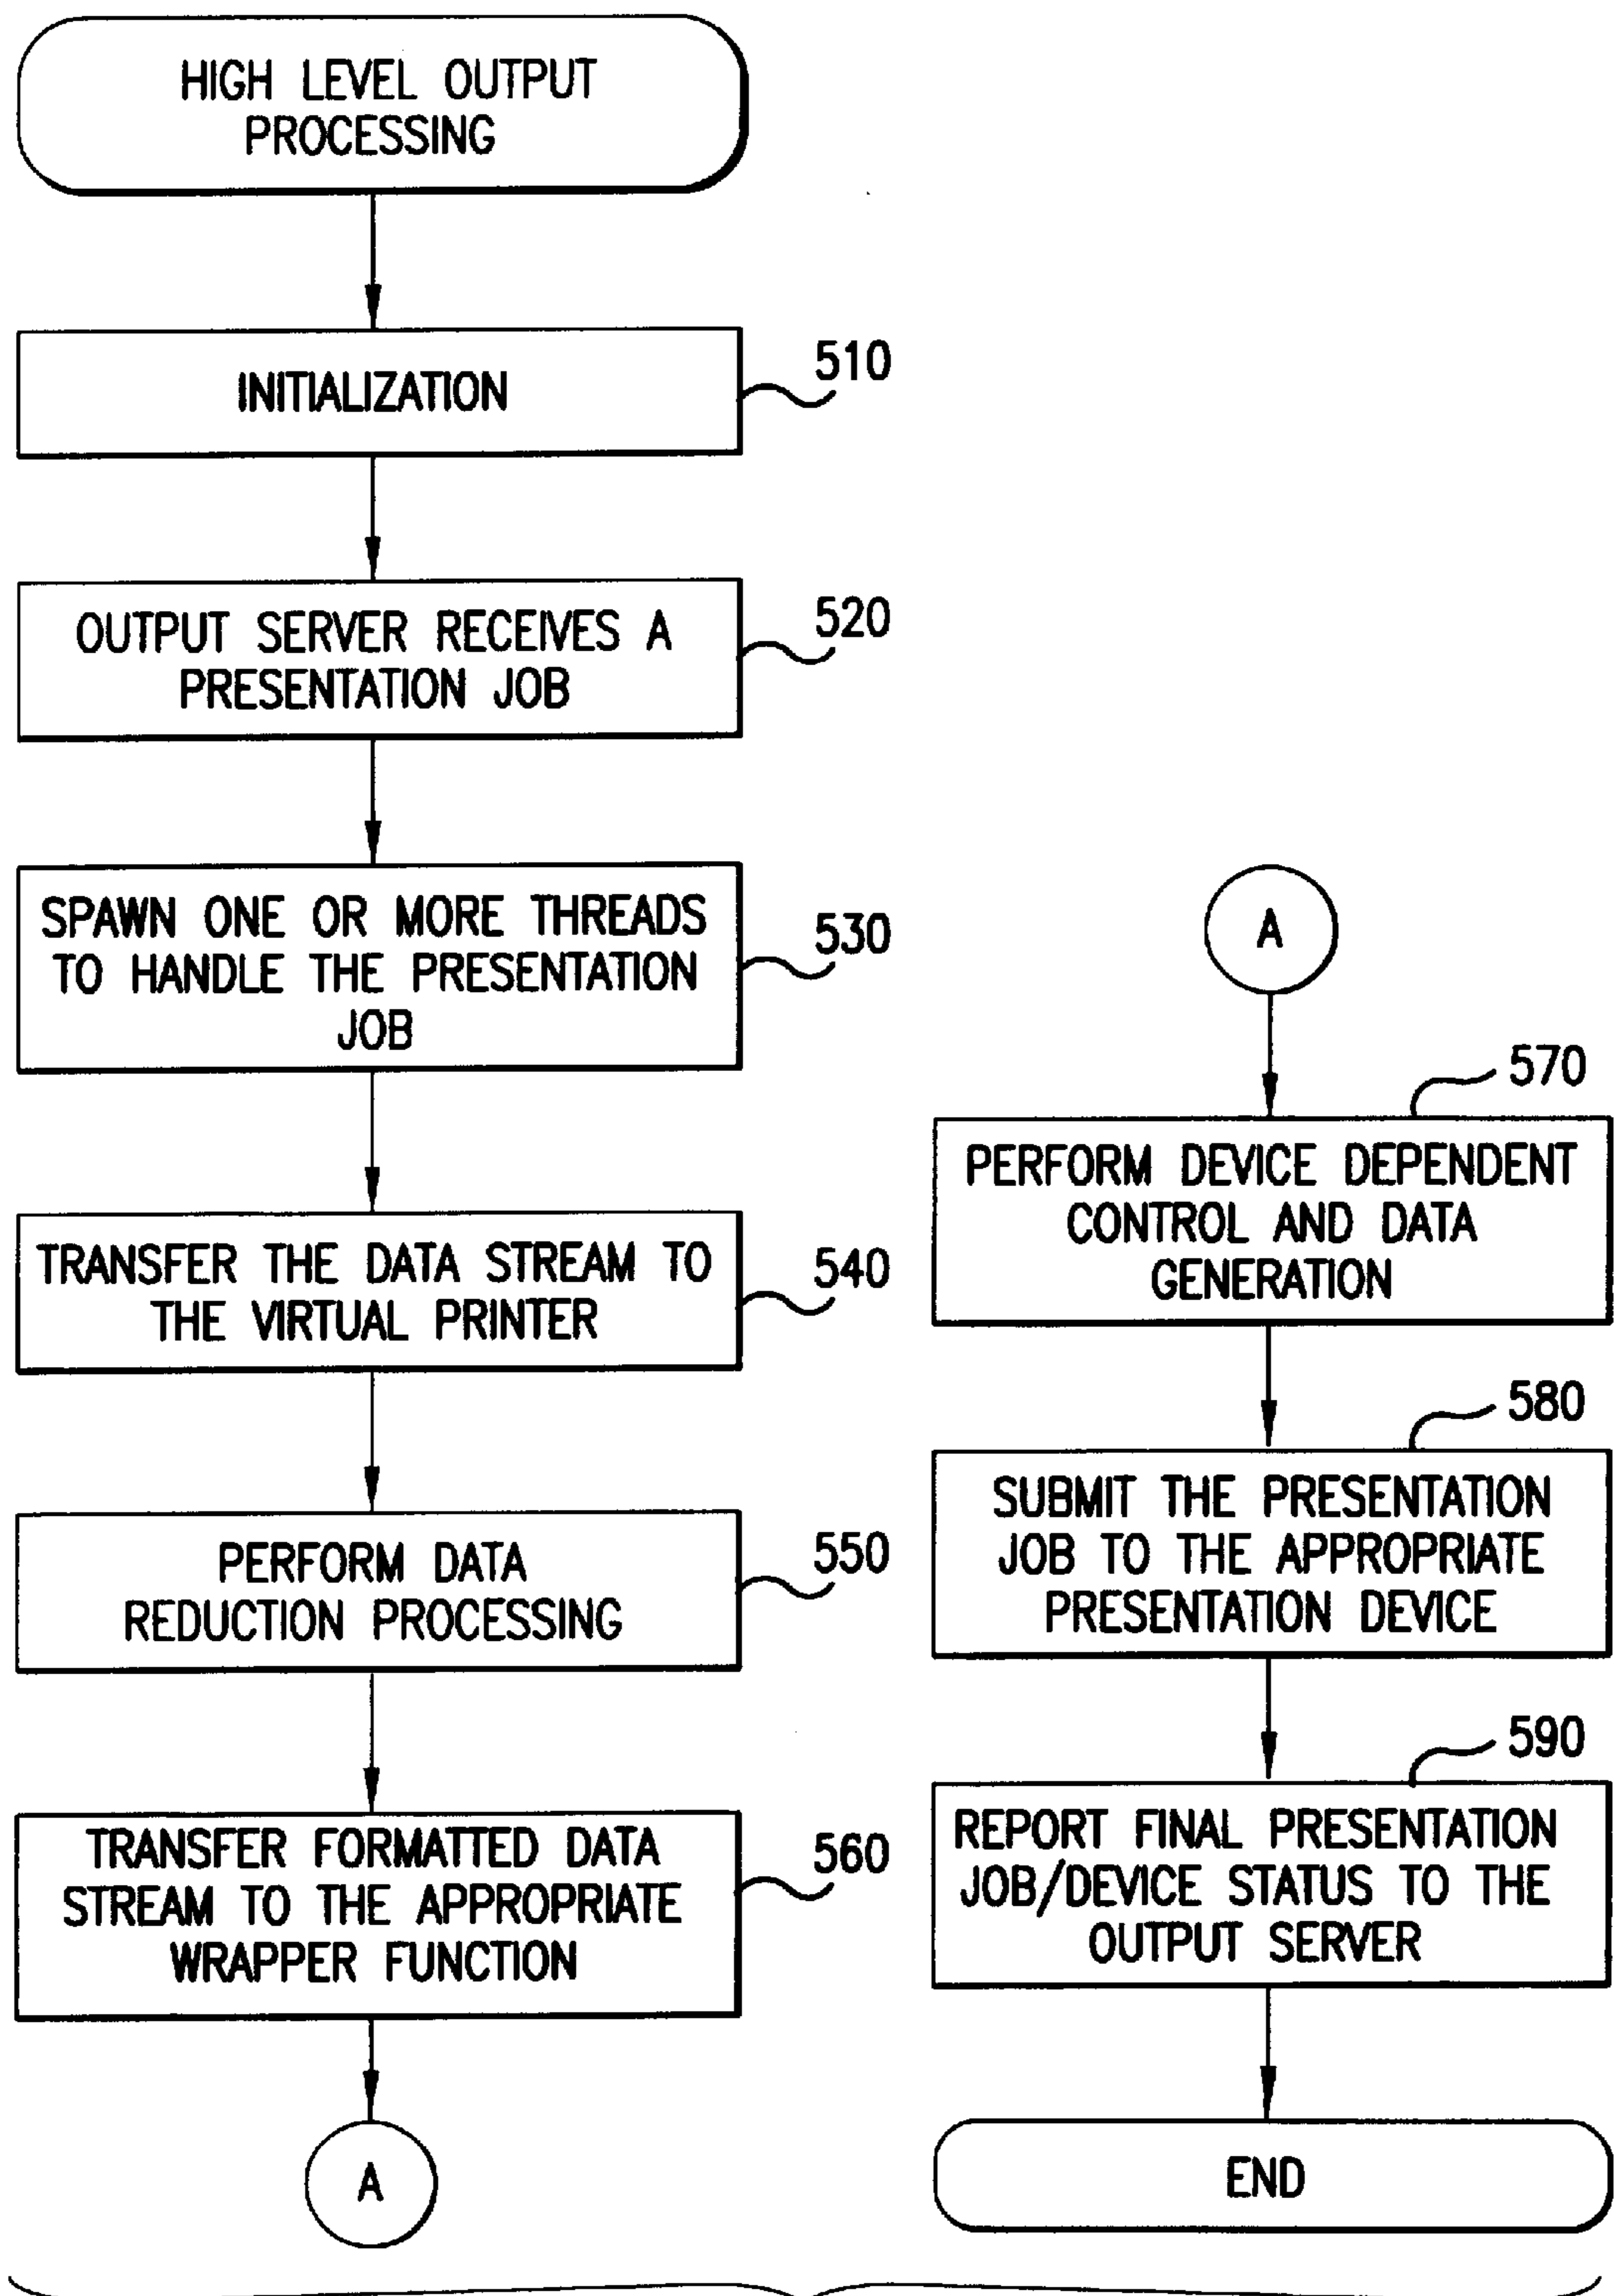 HIGH LEVEL OUTPUT
PROCESSING
INITIALIZATION
510
OUTPUT SERVER RECEIVES A
PRESENTATION JOB
520
SPAWN ONE OR MORE THREADS
TO HANDLE THE PRESENTATION
JOB
530
TRANSFER THE DATA STREAM TO
THE VIRTUAL PRINTER
540
PERFORM DATA
REDUCTION PROCESSING
550
TRANSFER FORMATTED DATA
STREAM TO THE APPROPRIATE
WRAPPER FUNCTION
560
A
A
570
PERFORM DEVICE DEPENDENT
CONTROL AND DATA
GENERATION
580
SUBMIT THE PRESENTATION
JOB TO THE APPROPRIATE
PRESENTATION DEVICE
590
REPORT FINAL PRESENTATION
JOB/DEVICE STATUS TO THE
OUTPUT SERVER
END